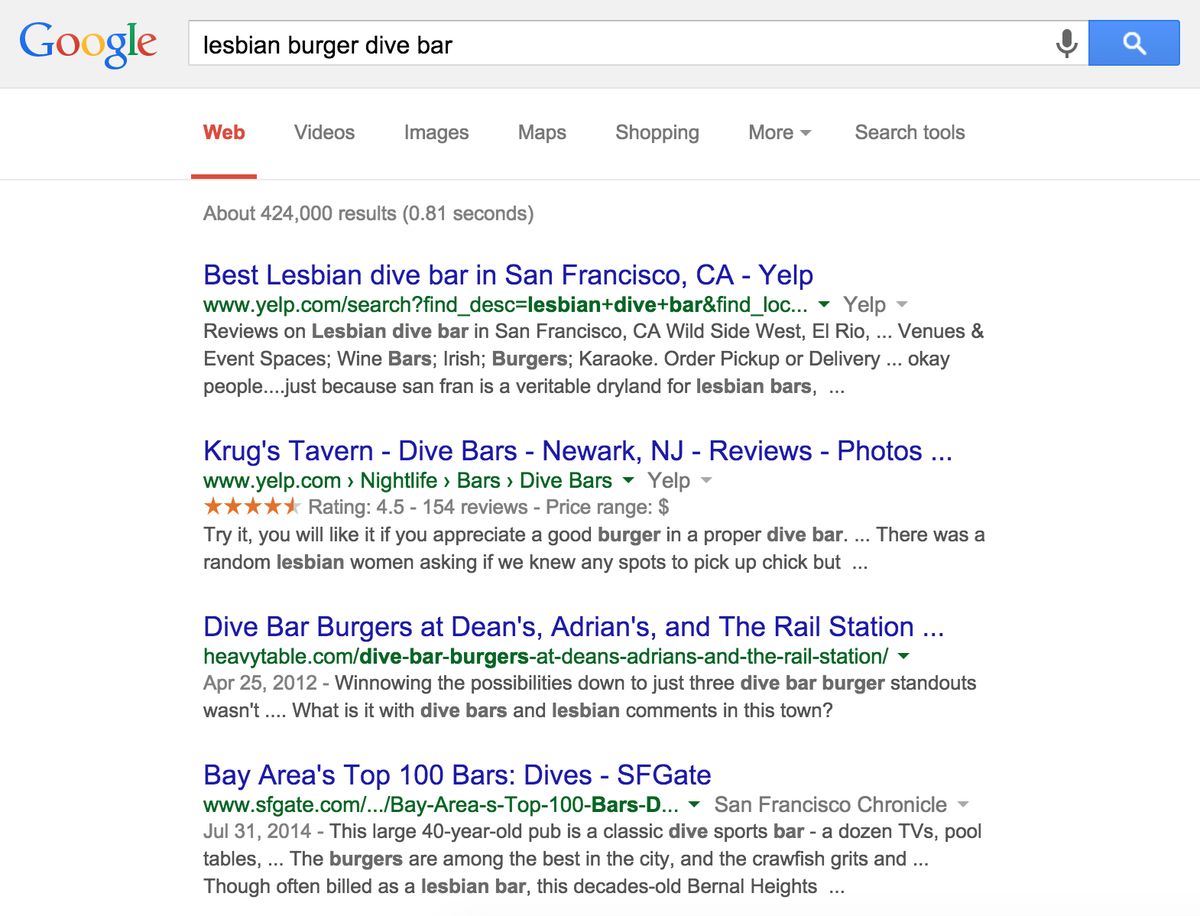 Google
lesbian burger dive bar
Web Videos Images Maps Shopping More Search tools
About 424,000 results (0.81 seconds)
Best Lesbian dive bar in San Francisco, CA - Yelp
www.yelp.com/search?find_desc=lesbian+dive+bar&find_loc... Yelp
Reviews on Lesbian dive bar in San Francisco, CA Wild Side West, El Rio, ... Venues &
Event Spaces; Wine Bars; Irish; Burgers; Karaoke. Order Pickup or Delivery ... okay
people....just because san fran is a veritable dryland for lesbian bars, ...
Krug's Tavern - Dive Bars - Newark, NJ - Reviews - Photos ...
www.yelp.com › Nightlife › Bars › Dive Bars Yelp
Rating: 4.5 - 154 reviews - Price range: $
Try it, you will like it if you appreciate a good burger in a proper dive bar. ... There was a
random lesbian women asking if we knew any spots to pick up chick but ...
Dive Bar Burgers at Dean's, Adrian's, and The Rail Station ...
heavytable.com/dive-bar-burgers-at-deans-adrians-and-the-rail-station/
Apr 25, 2012 - Winnowing the possibilities down to just three dive bar burger standouts
wasn't .... What is it with dive bars and lesbian comments in this town?
Bay Area's Top 100 Bars: Dives - SFGate
www.sfgate.com/.../Bay-Area-s-Top-100-Bars-D... San Francisco Chronicle
Jul 31, 2014 - This large 40-year-old pub is a classic dive sports bar - a dozen TVs, pool
tables, ... The burgers are among the best in the city, and the crawfish grits and ...
Though often billed as a lesbian bar, this decades-old Bernal Heights ...